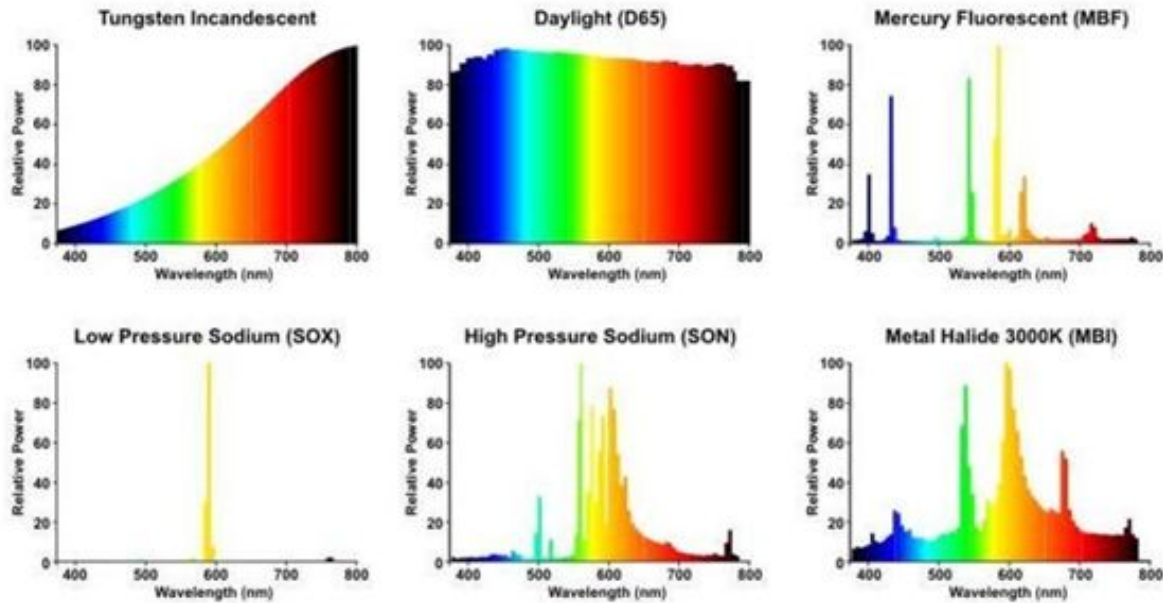 Tungsten Incandescent
Daylight (D65)
Mercury Fluorescent (MBF)
Relative Power
100
80
60
40
20
0
400 500 600 700 800
Wavelength (nm)
Relative Power
100
80
60
40
20
0
400 500 600 700 800
Wavelength (nm)
Relative Power
100
80
60
40
20
0
400 500 600 700 800
Wavelength (nm)
Low Pressure Sodium (SOX)
High Pressure Sodium (SON)
Metal Halide 3000K (MBI)
Relative Power
100
80
60
40
20
0
400 500 600 700 800
Wavelength (nm)
Relative Power
100
80
60
40
20
0
400 500 600 700 800
Wavelength (nm)
Relative Power
100
80
60
40
20
0
400 500 600 700 800
Wavelength (nm)